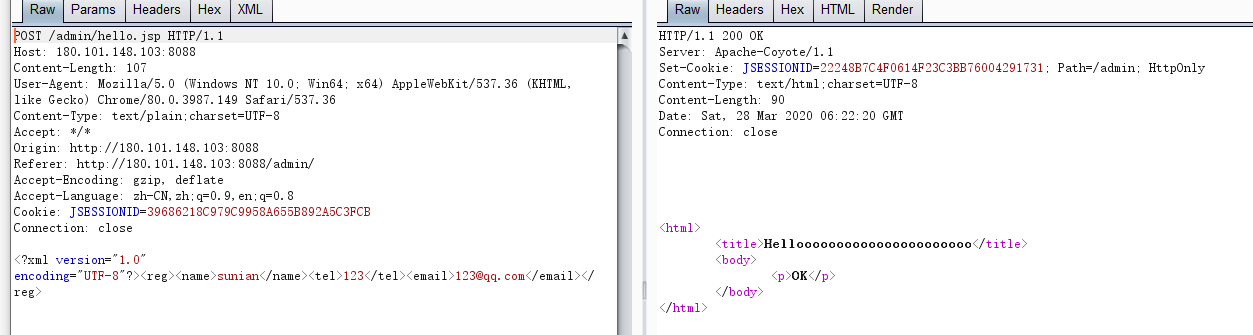 Raw Params Headers Hex XML
POST /admin/hello.jsp HTTP/1.1
Host: 180.101.148.103:8088
Content-Length: 107
User-Agent: Mozilla/5.0 (Windows NT 10.0; Win64; x64) AppleWebKit/537.36 (KHTML,
like Gecko) Chrome/80.0.3987.149 Safari/537.36
Content-Type: text/plain;charset=UTF-8
Accept: */*
Origin: http://180.101.148.103:8088
Referer: http://180.101.148.103:8088/admin/
Accept-Encoding: gzip, deflate
Accept-Language: zh-CN,zh;q=0.9,en;q=0.8
Cookie: JSESSIONID=39686218C979C9958A655B892A5C3FCB
Connection: close
<?xml version="1.0"
encoding="UTF-8"?><reg><name>sunian</name><tel>123</tel><email>123@qq.com</email></
reg>
Raw Headers Hex HTML Render
HTTP/1.1 200 OK
Server: Apache-Coyote/1.1
Set-Cookie: JSESSIONID=22248B7C4F0614F23C3BB76004291731; Path=/admin; HttpOnly
Content-Type: text/html;charset=UTF-8
Content-Length: 90
Date: Sat, 28 Mar 2020 06:22:20 GMT
Connection: close
<html>
<title>Hellooooooooooooooooooooooo</title>
<body>
<p>OK</p>
</body>
</html>